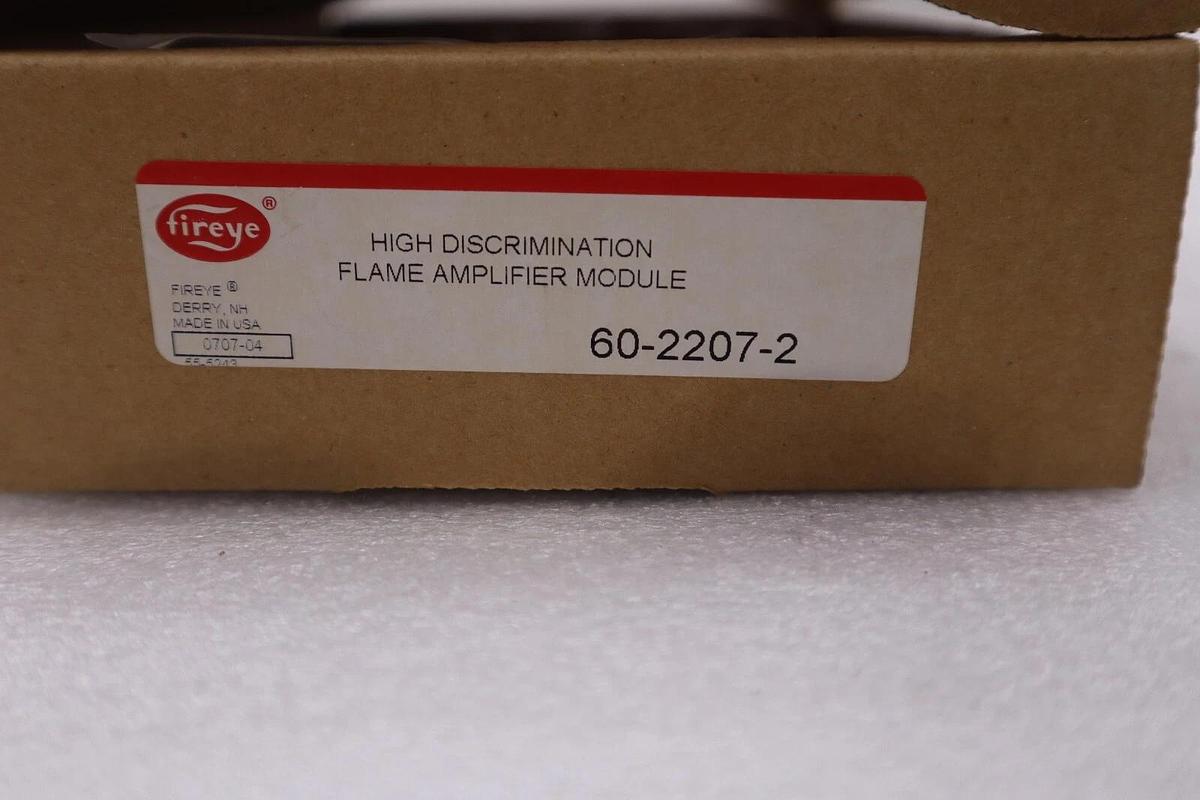 fireye ®
HIGH DISCRIMINATION
FLAME AMPLIFIER MODULE
FIREYE ®
DERRY, NH
MADE IN USA
0707-04
60-2207-2